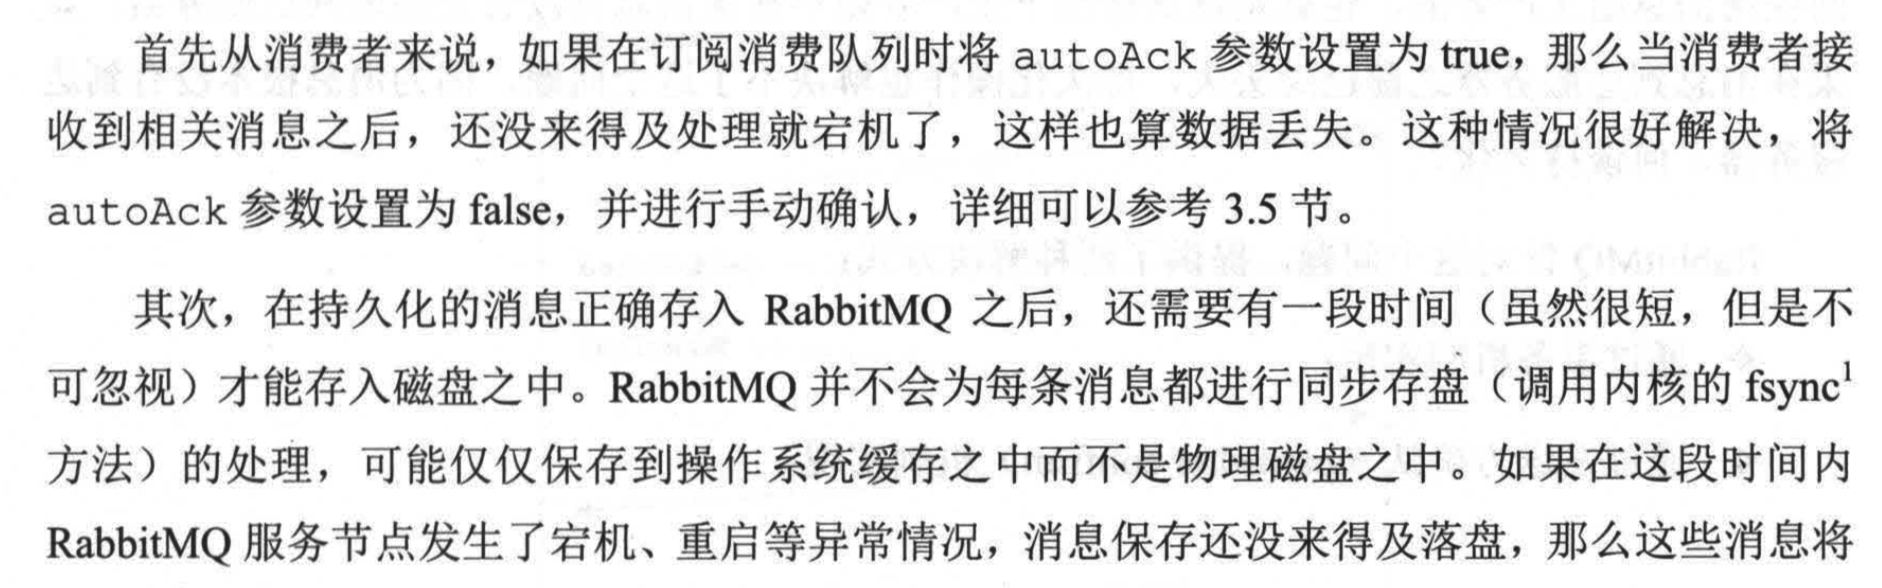 首先从消费者来说，如果在订阅消费队列时将 autoAck 参数设置为 true，那么当消费者接
收到相关消息之后，还没来得及处理就宕机了，这样也算数据丢失。这种情况很好解决，将
autoAck 参数设置为 false，并进行手动确认，详细可以参考 3.5 节。
其次，在持久化的消息正确存入 RabbitMQ 之后，还需要有一段时间（虽然很短，但是不
可忽视）才能存入磁盘之中。RabbitMQ 并不会为每条消息都进行同步存盘（调用内核的 fsync¹
方法）的处理，可能仅仅保存到操作系统缓存之中而不是物理磁盘之中。如果在这段时间内
RabbitMQ 服务节点发生了宕机、重启等异常情况，消息保存还没来得及落盘，那么这些消息将